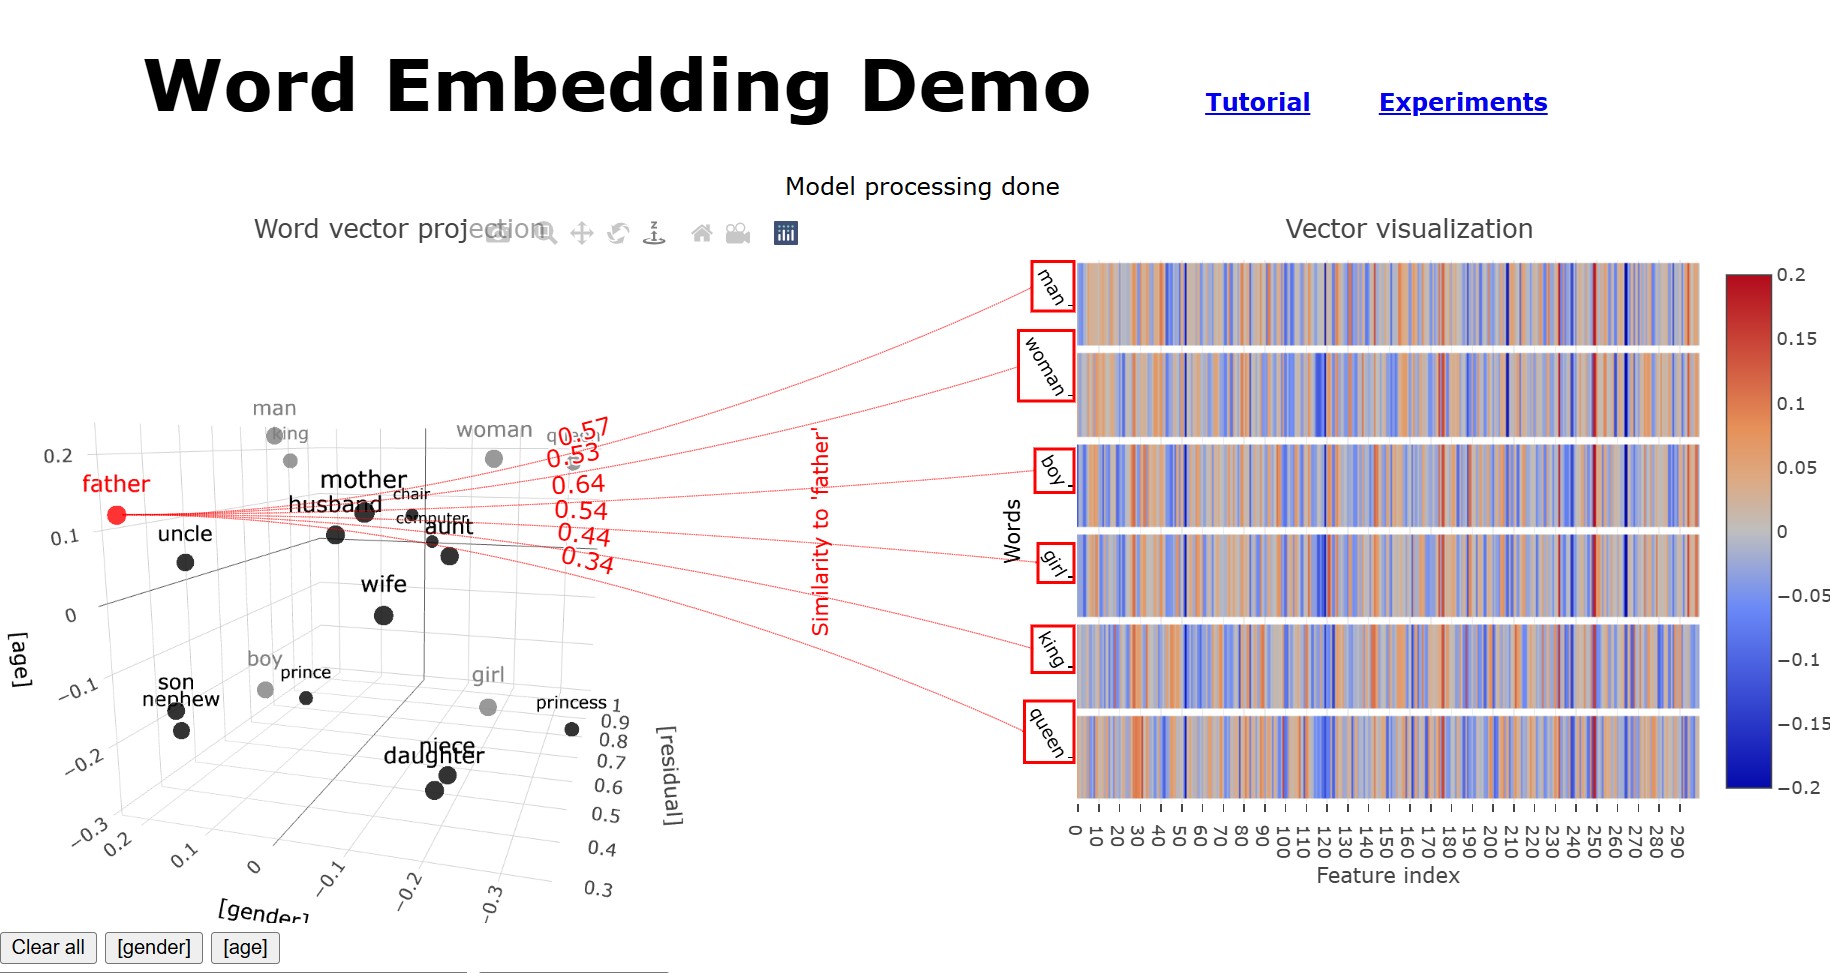 Word Embedding Demo
Tutorial
Experiments
Model processing done
Word vector projection
Vector visualization
man
king
woman
queen
father
mother
chair
husband
computer
aunt
uncle
wife
boy
prince
girl
son
nephew
princess
niece
daughter
0.2
0.1
0
−0.1
−0.2
−0.3
[age]
0.2
0.1
0
−0.1
−0.2
−0.3
[gender]
1
0.9
0.8
0.7
0.6
0.5
0.4
0.3
[residual]
0.57
0.53
0.64
0.54
0.44
0.34
Similarity to 'father'
Words
man
woman
boy
girl
king
queen
0 10 20 30 40 50 60 70 80 90 100 110 120 130 140 150 160 170 180 190 200 210 220 230 240 250 260 270 280 290
Feature index
0.2
0.15
0.1
0.05
0
−0.05
−0.1
−0.15
−0.2
Clear all
[gender]
[age]